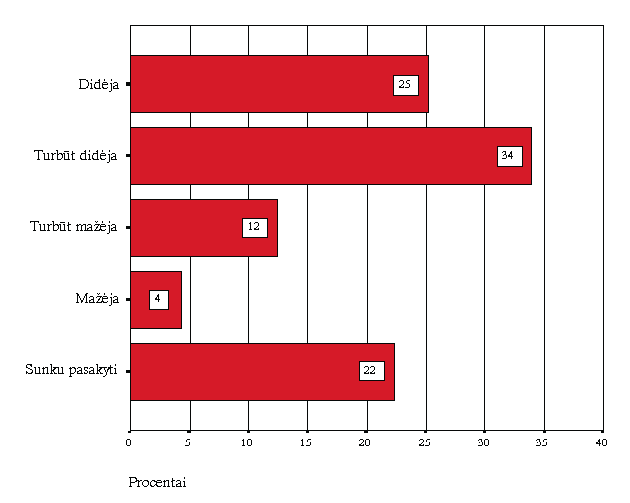 Didėja
25
Turbūt didėja
34
Turbūt mažėja
12
Mažėja
4
Sunku pasakyti
22
0 5 10 15 20 25 30 35 40
Procentai